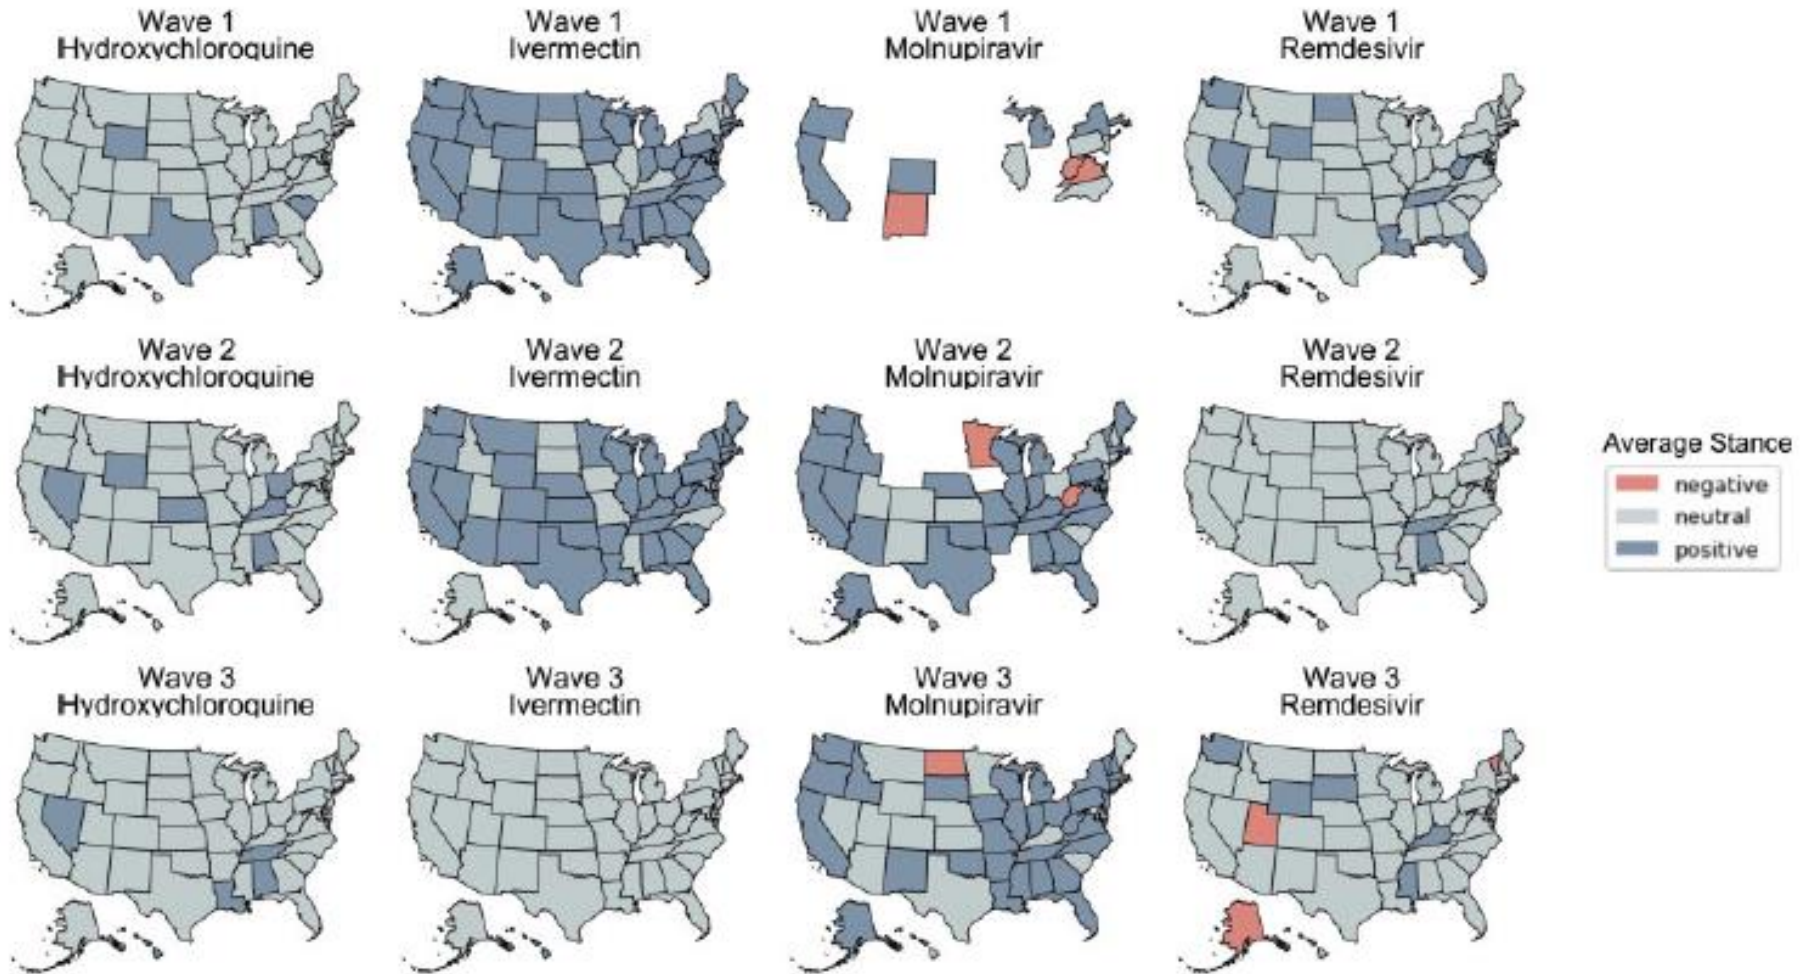 Wave 1
Hydroxychloroquine
Wave 1
Ivermectin
Wave 1
Molnupiravir
Wave 1
Remdesivir
Wave 2
Hydroxychloroquine
Wave 2
Ivermectin
Wave 2
Molnupiravir
Wave 2
Remdesivir
Average Stance
negative
neutral
positive
Wave 3
Hydroxychloroquine
Wave 3
Ivermectin
Wave 3
Molnupiravir
Wave 3
Remdesivir